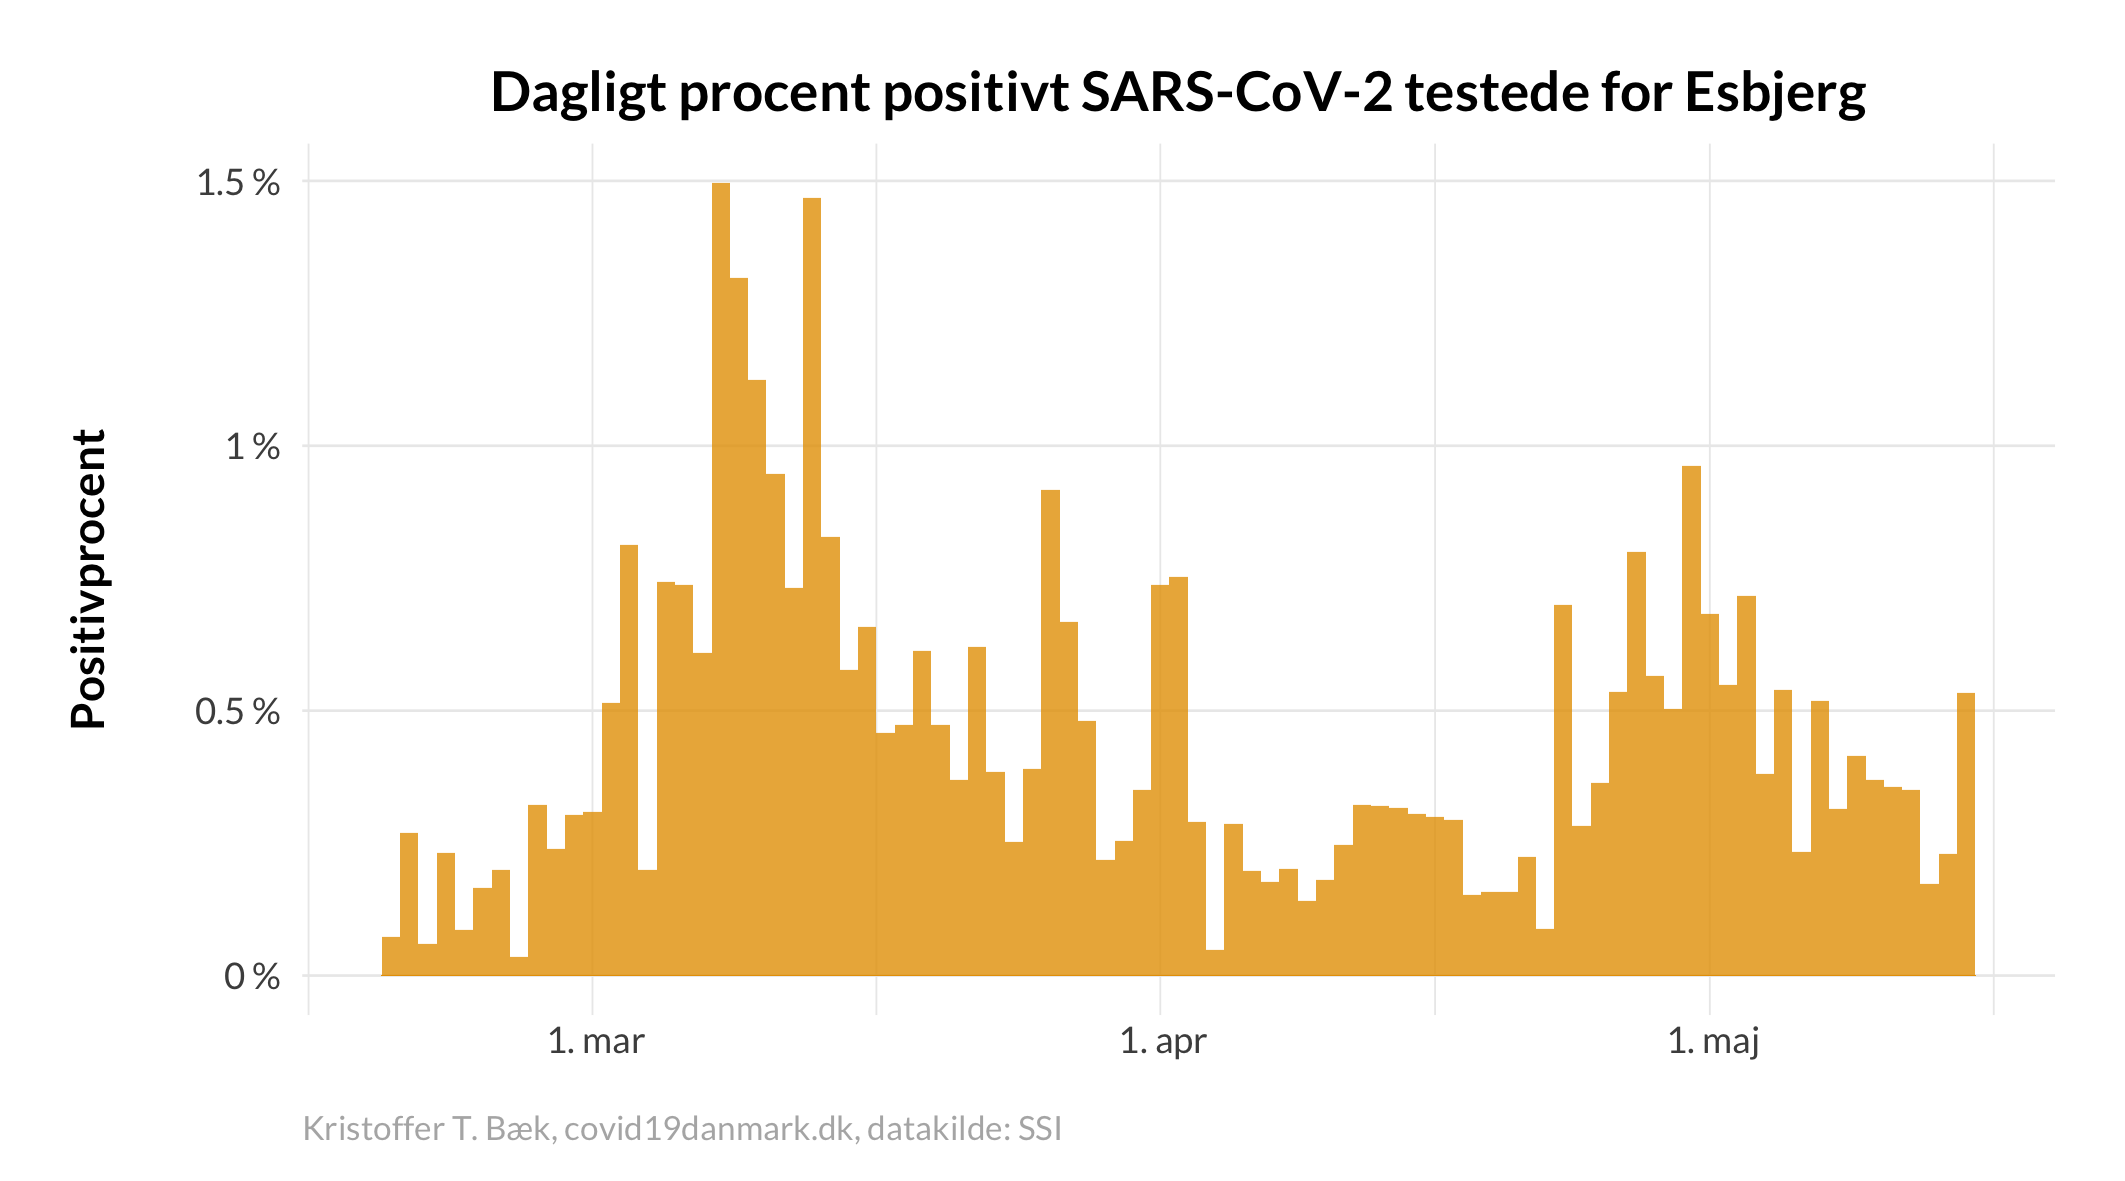 Dagligt procent positivt SARS-CoV-2 testede for Esbjerg
Positivprocent
1.5 %
1 %
0.5 %
0 %
1. mar
1. apr
1. maj
Kristoffer T. Bæk, covid19danmark.dk, datakilde: SSI